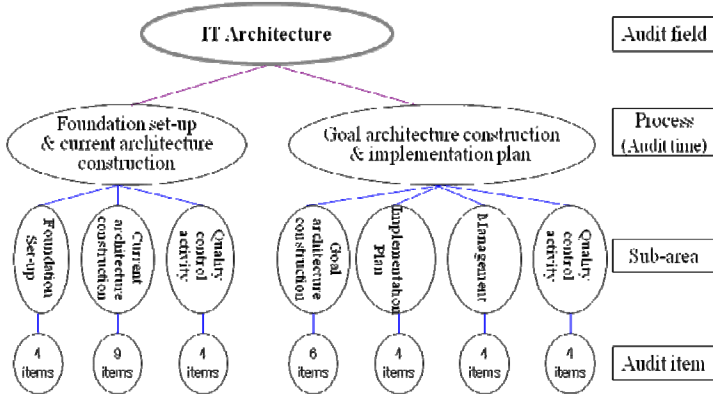 IT Architecture
Audit field
Foundation set-up
& current architecture
construction
Goal architecture construction
& implementation plan
Process
(Audit time)
Foundation
Set-up
Current
architecture
construction
Quality
control
activity
Goal
architecture
construction
Implementation
Plan
Management
Quality
control
activity
Sub-area
4
items
9
items
4
items
6
items
4
items
4
items
4
items
Audit item